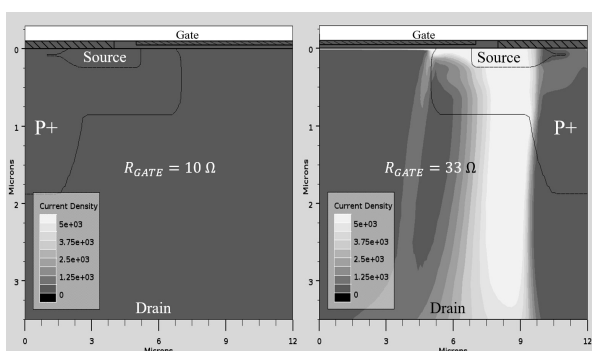 Gate
Source
P+
R_GATE = 10 Ω
Current Density
5e+03
3.75e+03
2.5e+03
1.25e+03
0
Drain
0
1
2
3
Microns
0 3 6 9 12
Microns
Gate
Source
P+
R_GATE = 33 Ω
Current Density
5e+03
3.75e+03
2.5e+03
1.25e+03
0
Drain
0
1
2
3
Microns
0 3 6 9 12
Microns